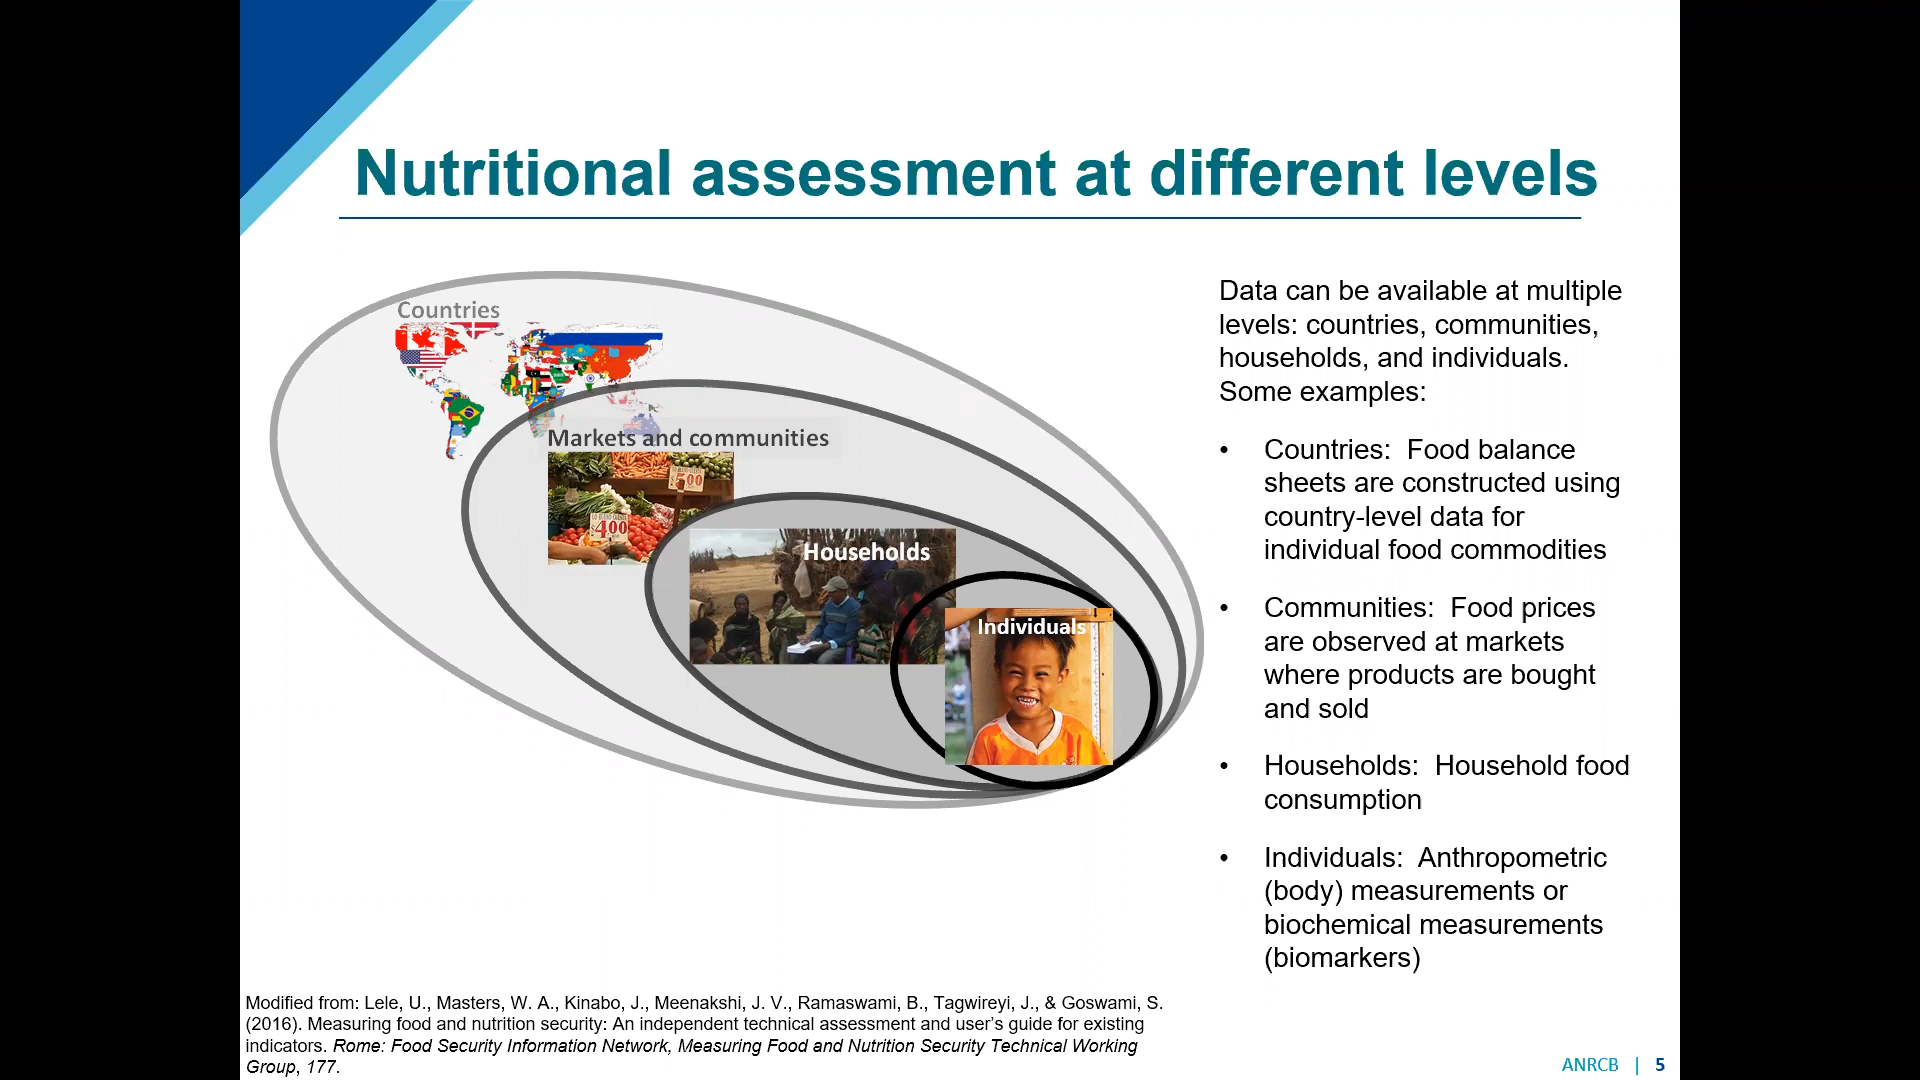 Nutritional assessment at different levels
Countries
Markets and communities
500
400
Households
Individuals
Data can be available at multiple
levels: countries, communities,
households, and individuals.
Some examples:
• Countries: Food balance
sheets are constructed using
country-level data for
individual food commodities
• Communities: Food prices
are observed at markets
where products are bought
and sold
• Households: Household food
consumption
• Individuals: Anthropometric
(body) measurements or
biochemical measurements
(biomarkers)
Modified from: Lele, U., Masters, W. A., Kinabo, J., Meenakshi, J. V., Ramaswami, B., Tagwireyi, J., & Goswami, S.
(2016). Measuring food and nutrition security: An independent technical assessment and user’s guide for existing
indicators. Rome: Food Security Information Network, Measuring Food and Nutrition Security Technical Working
Group, 177.
ANRCB | 5